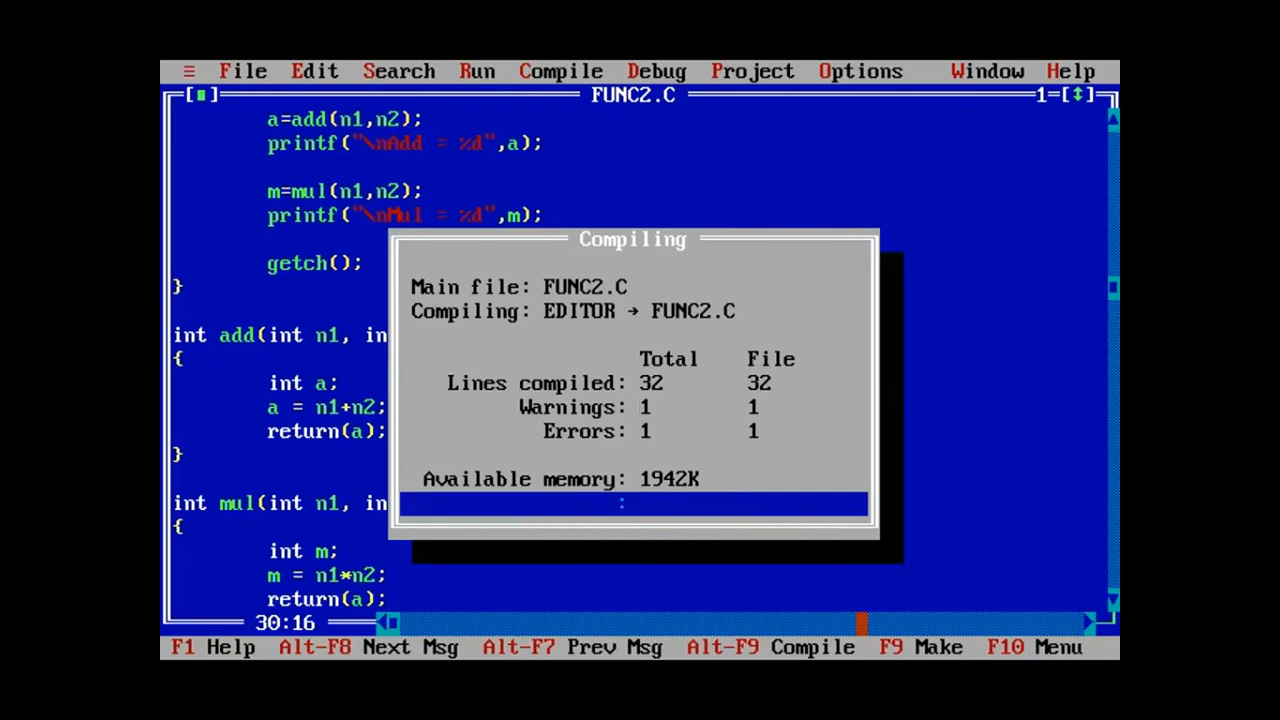 ≡ File Edit Search Run Compile Debug Project Options Window Help
[■] FUNC2.C 1=[↕]
a=add(n1,n2);
printf("\nAdd = %d",a);
m=mul(n1,n2);
printf("\nMul = %d",m);
getch();
}
int add(int n1, in
{
int a;
a = n1+n2;
return(a);
}
int mul(int n1, in
{
int m;
m = n1*n2;
return(a);
Compiling
Main file: FUNC2.C
Compiling: EDITOR → FUNC2.C
Total File
Lines compiled: 32 32
Warnings: 1 1
Errors: 1 1
Available memory: 1942K
:
30:16
F1 Help Alt-F8 Next Msg Alt-F7 Prev Msg Alt-F9 Compile F9 Make F10 Menu